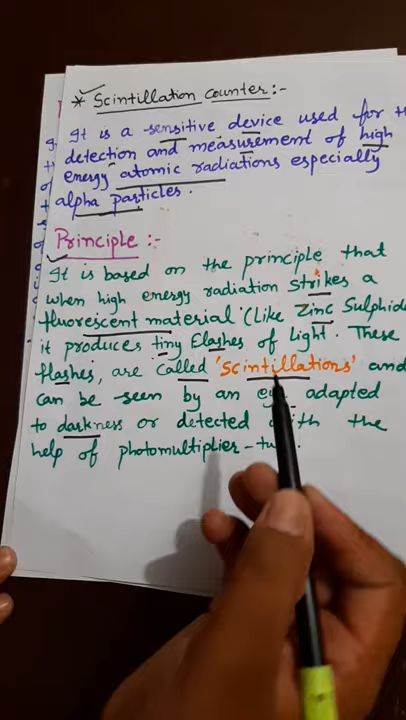 * Scintillation counter:-
It is a sensitive device used for
detection and measurement of high
energy atomic radiations especially
alpha particles.
Principle :-
It is based on the principle that
when high energy radiation strikes a
fluorescent material (Like Zinc Sulphide
it produces tiny flashes of light. These
flashes, are called 'Scintillations' and
can be seen by an adapted
to darkness or detected the
help of photomultiplier-